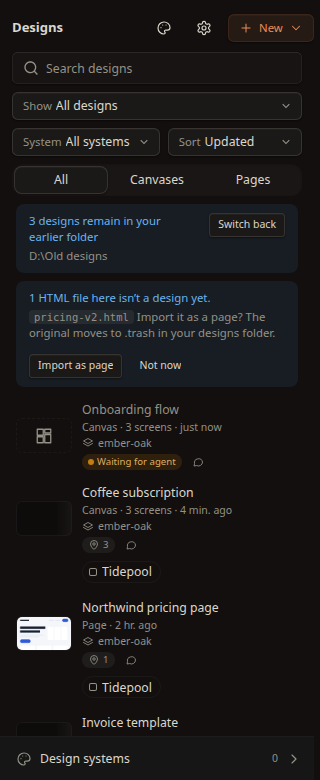 Designs
New
Search designs
Show All designs
System All systems
Sort Updated
All
Canvases
Pages
3 designs remain in your
earlier folder
Switch back
D:\Old designs
1 HTML file here isn't a design yet.
pricing-v2.html Import it as a page? The
original moves to .trash in your designs folder.
Import as page
Not now
Onboarding flow
Canvas · 3 screens · just now
ember-oak
Waiting for agent
Coffee subscription
Canvas · 3 screens · 4 min. ago
ember-oak
3
Tidepool
Northwind pricing page
Page · 2 hr. ago
ember-oak
1
Tidepool
Invoice template
Design systems
0